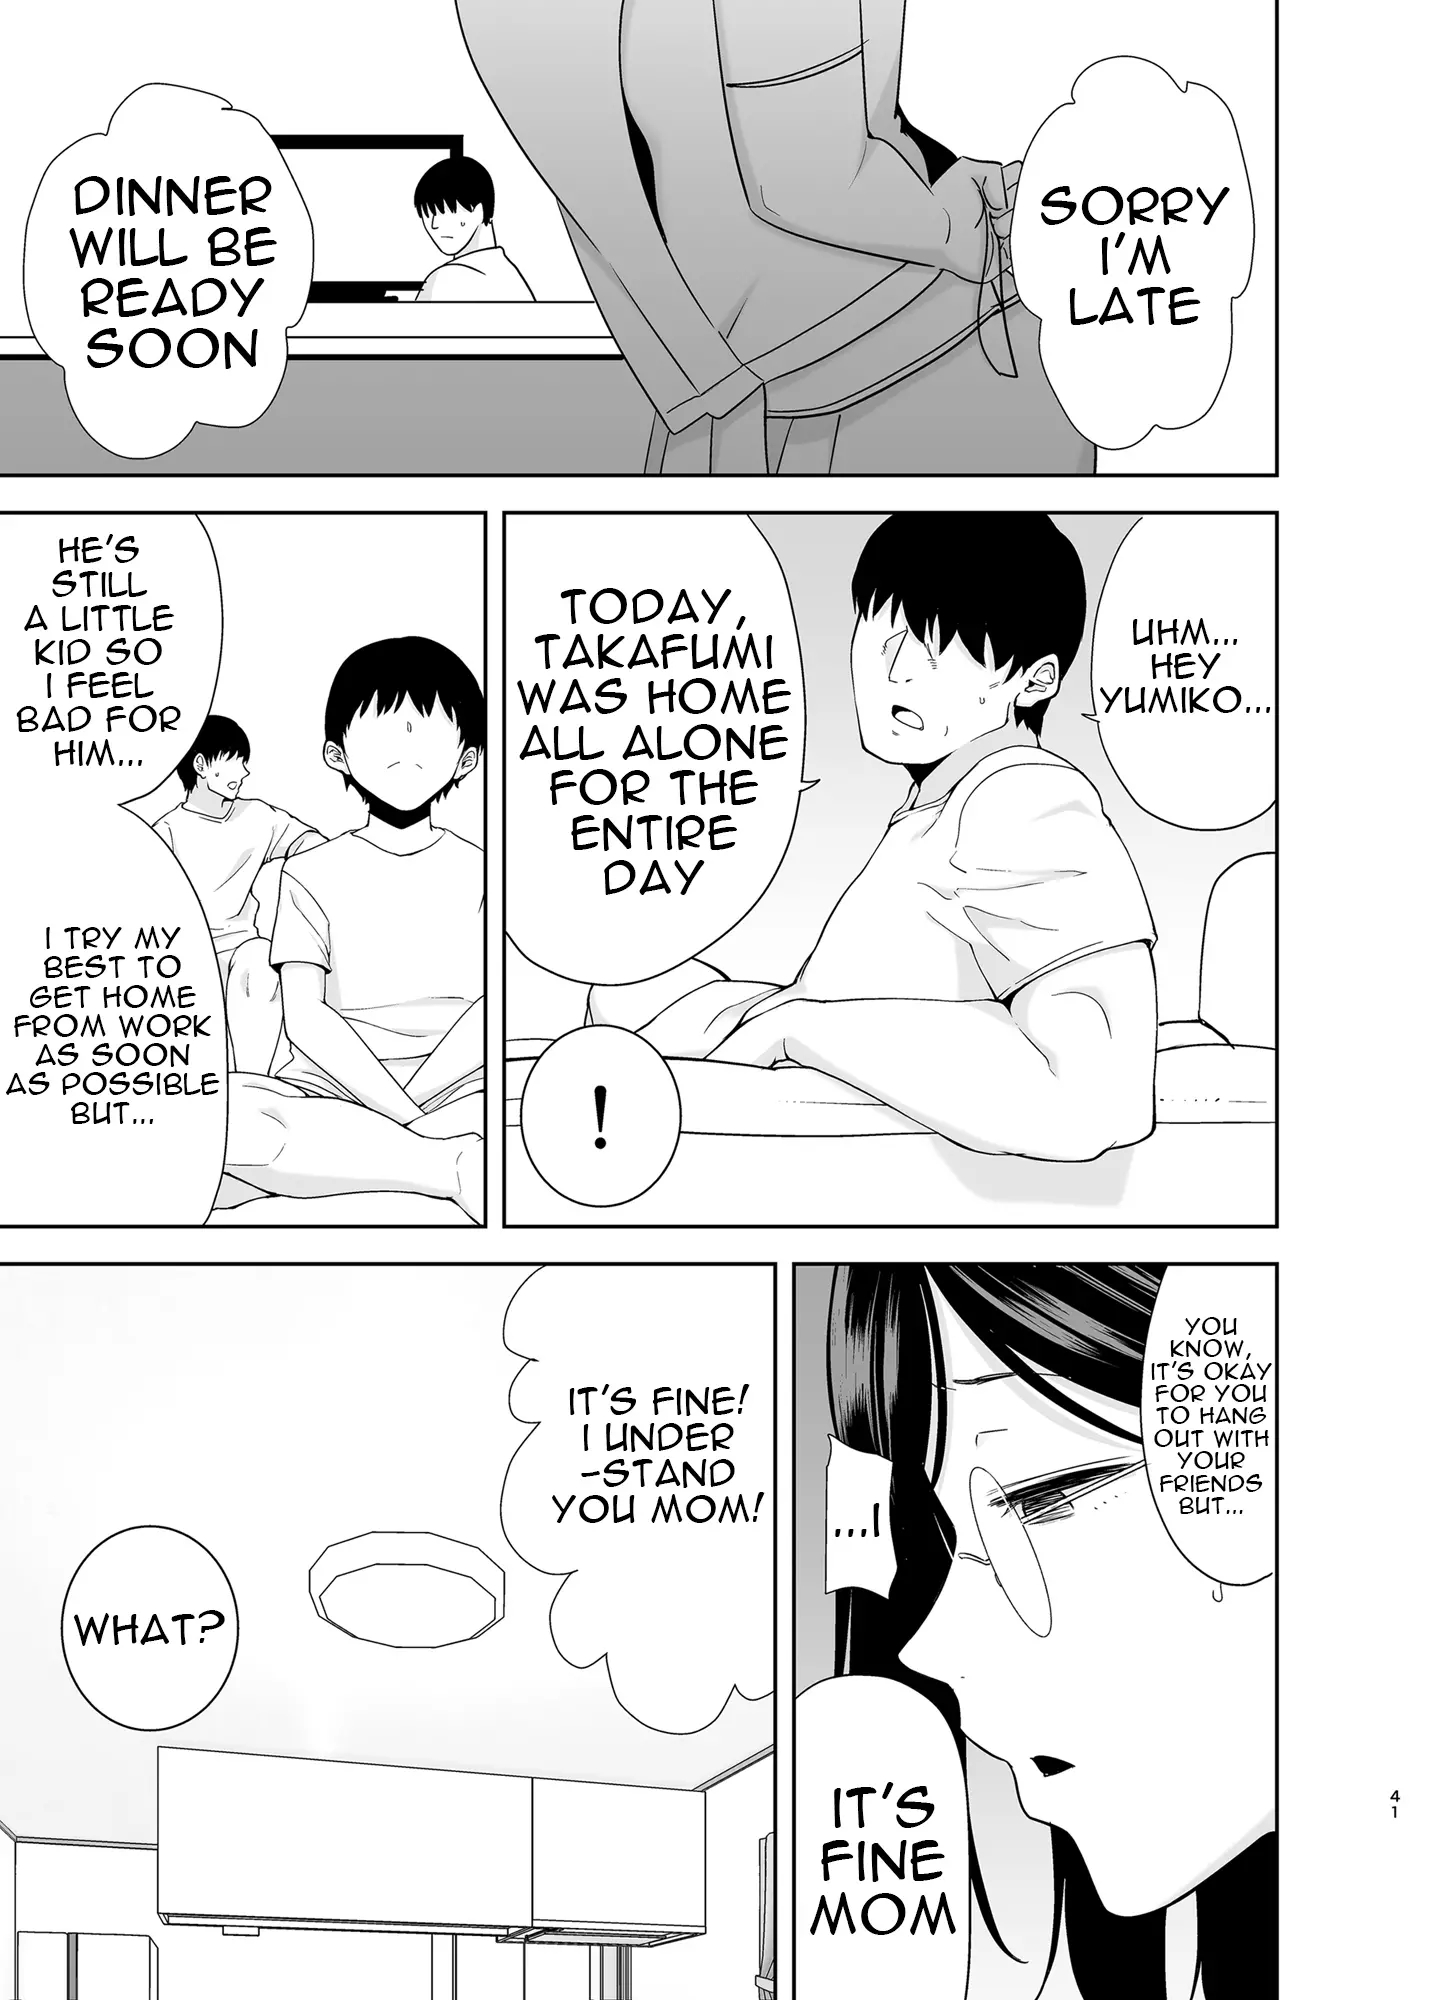 SORRY
I'M
LATE
DINNER
WILL BE
READY
SOON
UHM...
HEY
YUMIKO...
TODAY,
TAKAFUMI
WAS HOME
ALL ALONE
FOR THE
ENTIRE
DAY
!
HE'S
STILL
A LITTLE
KID SO
I FEEL
BAD FOR
HIM...
I TRY MY
BEST TO
GET HOME
FROM WORK
AS SOON
AS POSSIBLE
BUT...
YOU
KNOW,
IT'S OKAY
FOR YOU
TO HANG
OUT WITH
YOUR
FRIENDS
BUT...
...I
IT'S
FINE
MOM
IT'S FINE!
I UNDER
-STAND
YOU MOM!
WHAT?
41